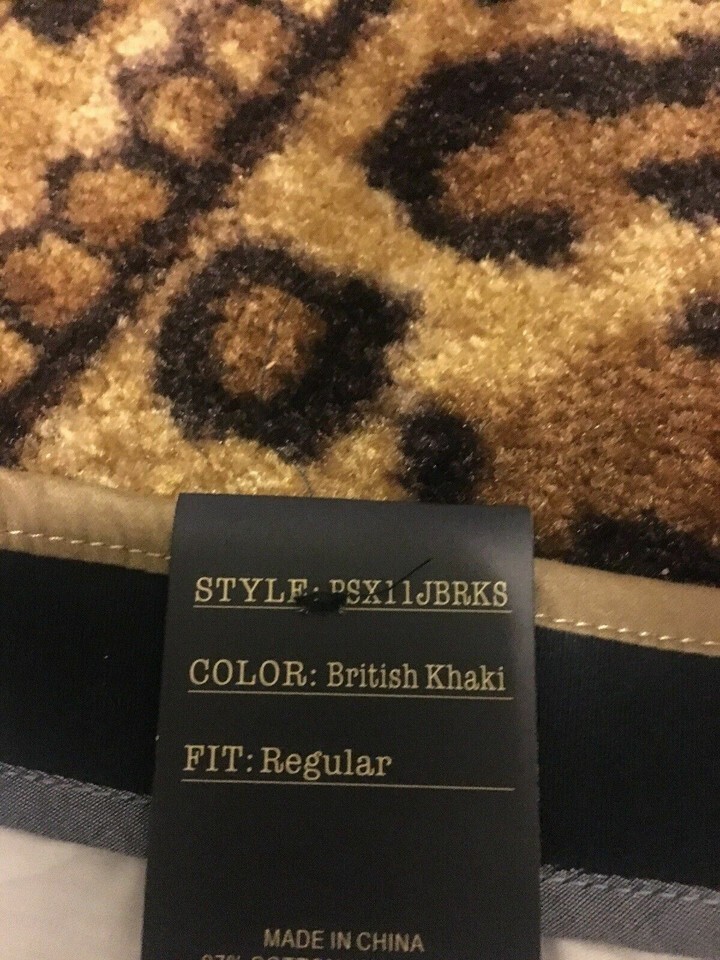 STYLE: PSX11JBRKS
COLOR: British Khaki
FIT: Regular
MADE IN CHINA